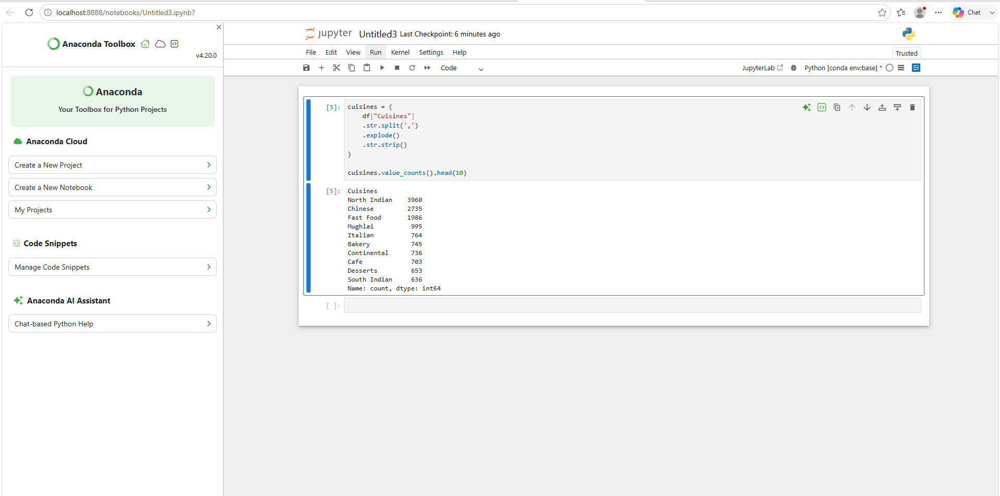 localhost:8888/notebooks/Untitled3.ipynb?
Chat
Anaconda Toolbox
v4.20.0
Anaconda
Your Toolbox for Python Projects
Anaconda Cloud
Create a New Project
Create a New Notebook
My Projects
Code Snippets
Manage Code Snippets
Anaconda AI Assistant
Chat-based Python Help
jupyter Untitled3 Last Checkpoint: 6 minutes ago
File Edit View Run Kernel Settings Help
Trusted
Code
JupyterLab
Python [conda env:base] *
[5]: cuisines = (
    df["Cuisines"]
    .str.split(',')
    .explode()
    .str.strip()
)
cuisines.value_counts().head(10)
[5]: Cuisines
North Indian    3960
Chinese         2735
Fast Food       1986
Mughlai          995
Italian          764
Bakery           745
Continental      736
Cafe             703
Desserts         653
South Indian     636
Name: count, dtype: int64
[ ]: